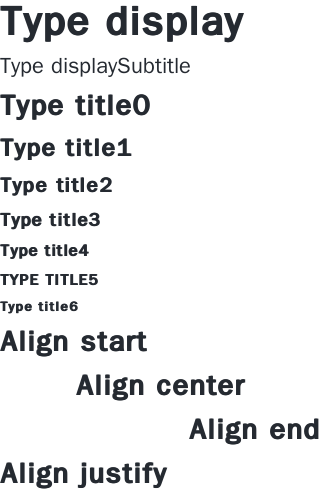 Type display
Type displaySubtitle
Type title0
Type title1
Type title2
Type title3
Type title4
TYPE TITLE5
Type title6
Align start
Align center
Align end
Align justify